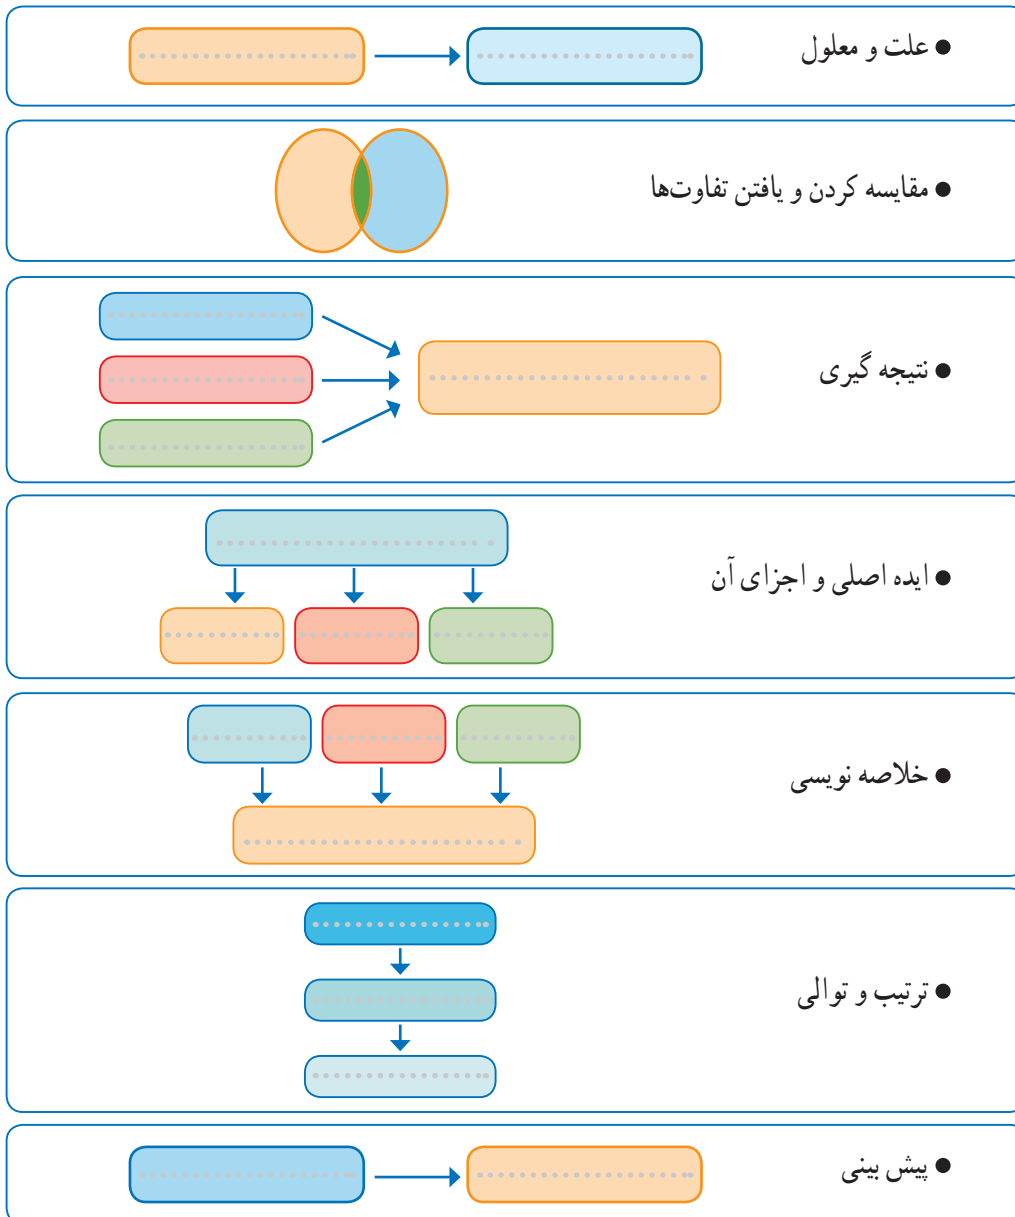 ● علت و معلول
● مقایسه کردن و یافتن تفاوت‌ها
● نتیجه گیری
● ایده اصلی و اجزای آن
● خلاصه نویسی
● ترتیب و توالی
● پیش بینی